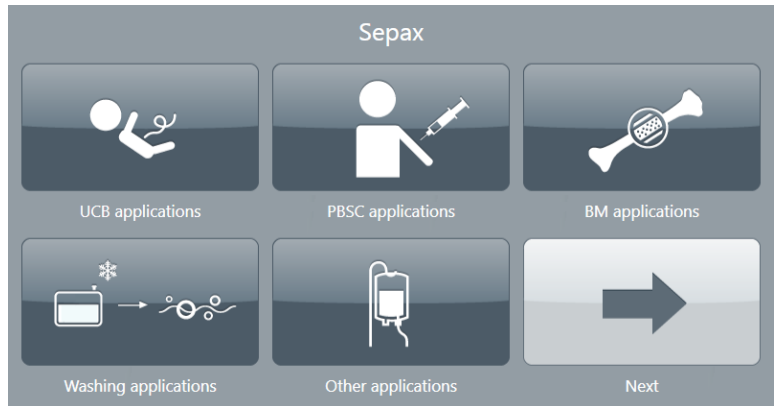 Sepax
UCB applications
PBSC applications
BM applications
Washing applications
Other applications
Next